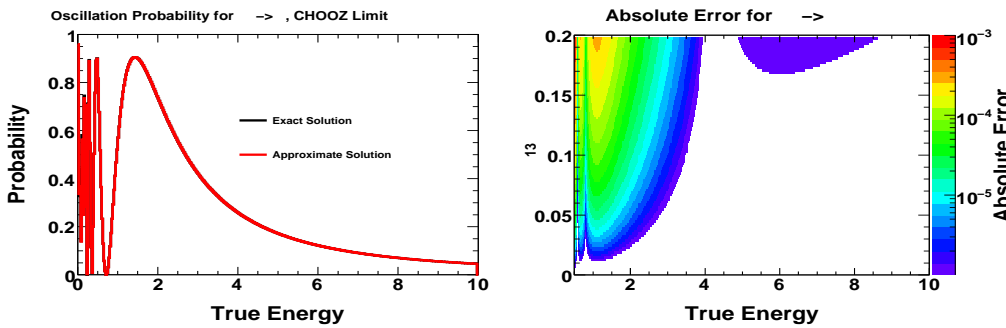 Oscillation Probability for –> , CHOOZ Limit
Probability
1
0.8
0.6
0.4
0.2
0
Exact Solution
Approximate Solution
0 2 4 6 8 10
True Energy
Absolute Error for –>
13
0.2
0.15
0.1
0.05
0
2 4 6 8 10
True Energy
10−3
10−4
10−5
Absolute Error